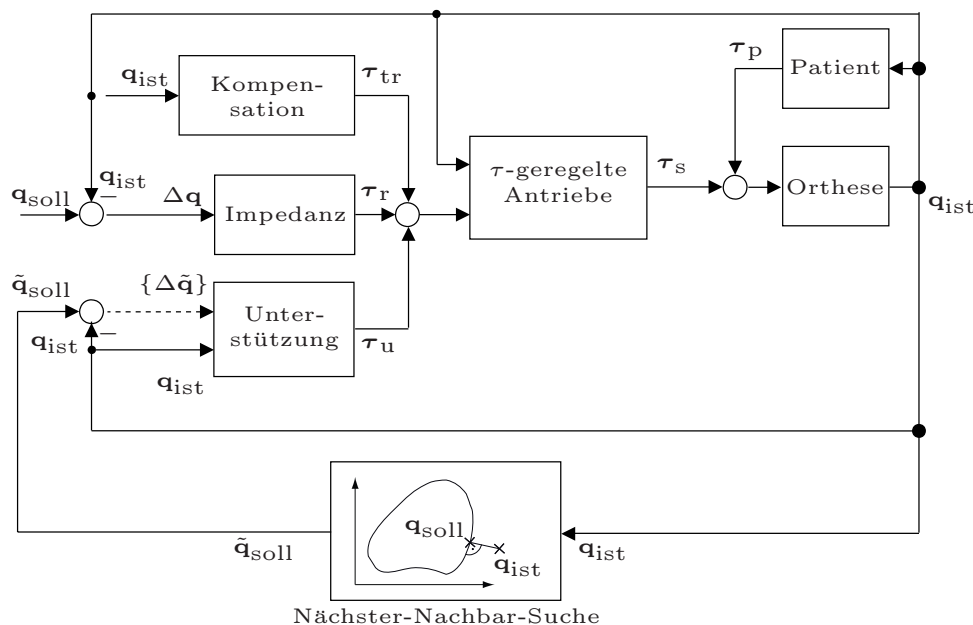 τp
Patient
qist
Kompen-
sation
τtr
qist
−
qsoll
Δq
Impedanz
τr
τ-geregelte
Antriebe
τs
Orthese
qist
q̃soll
{Δq̃}
−
qist
Unter-
stützung
τu
qist
qsoll
qist
q̃soll
qist
Nächster-Nachbar-Suche